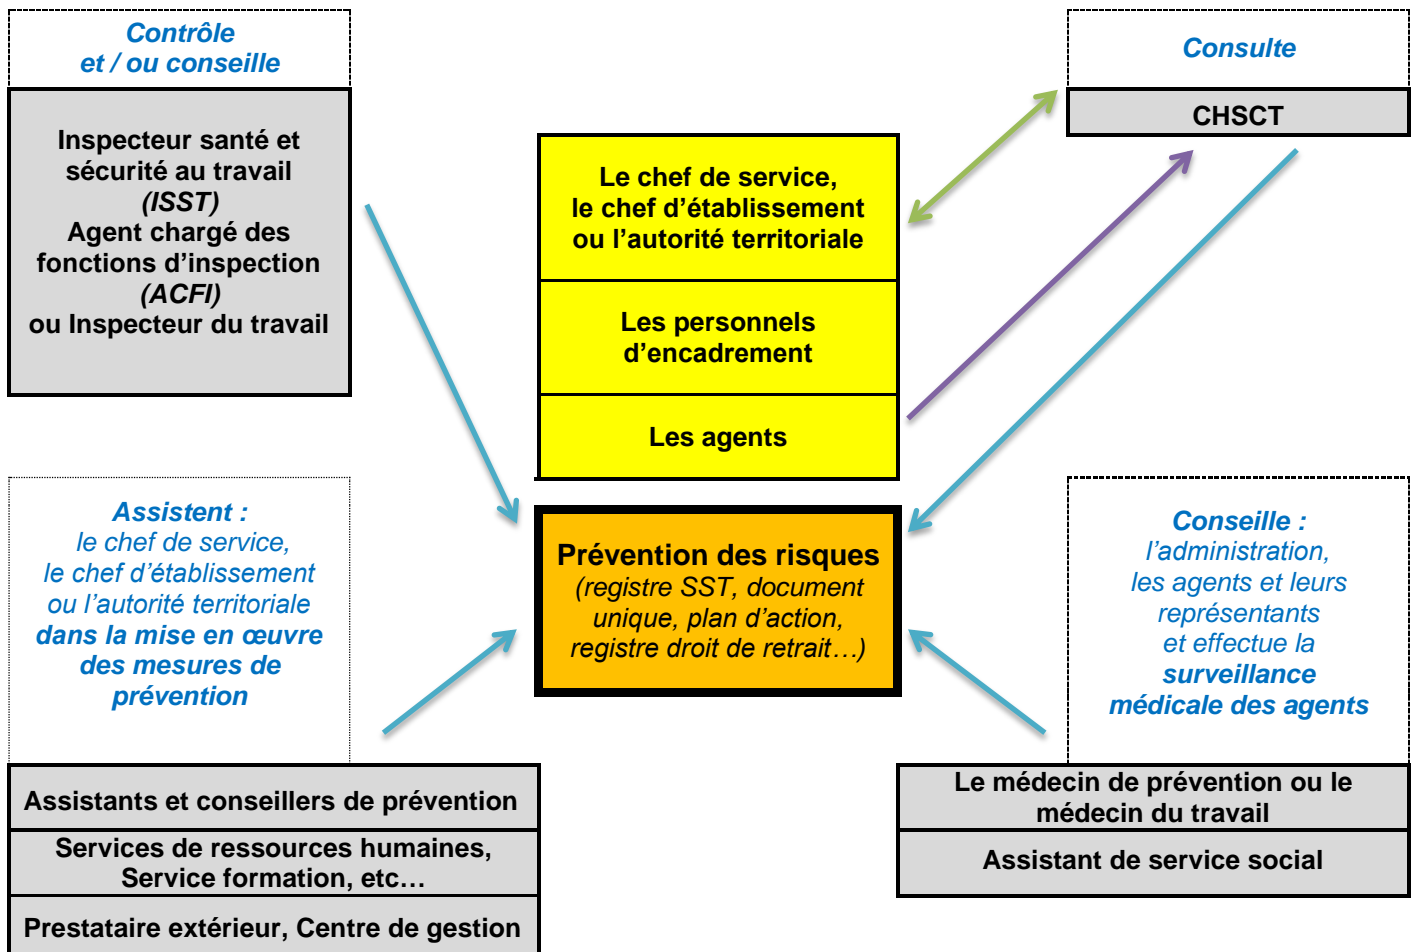 Contrôle
et / ou conseille
Inspecteur santé et
sécurité au travail
(ISST)
Agent chargé des
fonctions d’inspection
(ACFI)
ou Inspecteur du travail
Le chef de service,
le chef d’établissement
ou l’autorité territoriale
Les personnels
d’encadrement
Les agents
Consulte
CHSCT
Assistent :
le chef de service,
le chef d’établissement
ou l’autorité territoriale
dans la mise en œuvre
des mesures de
prévention
Prévention des risques
(registre SST, document
unique, plan d’action,
registre droit de retrait…)
Conseille :
l’administration,
les agents et leurs
représentants
et effectue la
surveillance
médicale des agents
Assistants et conseillers de prévention
Services de ressources humaines,
Service formation, etc…
Prestataire extérieur, Centre de gestion
Le médecin de prévention ou le
médecin du travail
Assistant de service social